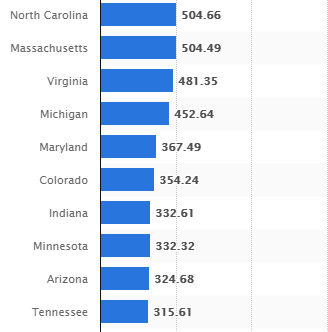 North Carolina 504.66
Massachusetts 504.49
Virginia 481.35
Michigan 452.64
Maryland 367.49
Colorado 354.24
Indiana 332.61
Minnesota 332.32
Arizona 324.68
Tennessee 315.61